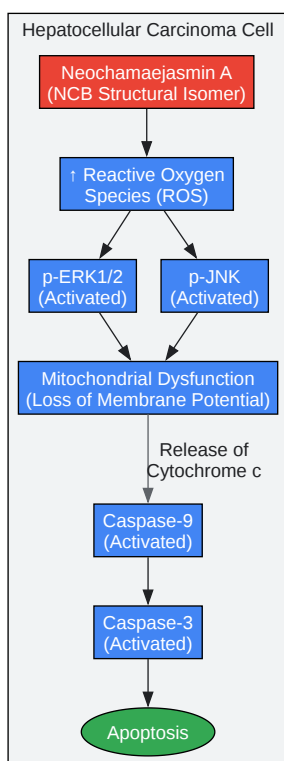 Hepatocellular Carcinoma Cell
Neochamaejasmin A
(NCB Structural Isomer)
↑ Reactive Oxygen
Species (ROS)
p-ERK1/2
(Activated)
p-JNK
(Activated)
Mitochondrial Dysfunction
(Loss of Membrane Potential)
Release of
Cytochrome c
Caspase-9
(Activated)
Caspase-3
(Activated)
Apoptosis